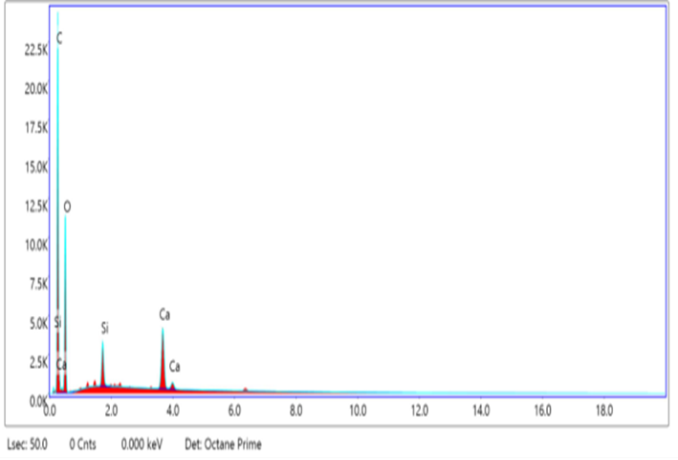 C
22.5K
20.0K
17.5K
15.0K
12.5K
O
10.0K
7.5K
5.0K
Si
Si
Ca
2.5K
Ca
Ca
0.0K
0.0 2.0 4.0 6.0 8.0 10.0 12.0 14.0 16.0 18.0
Lsec: 50.0 0 Cnts 0.000 keV Det: Octane Prime